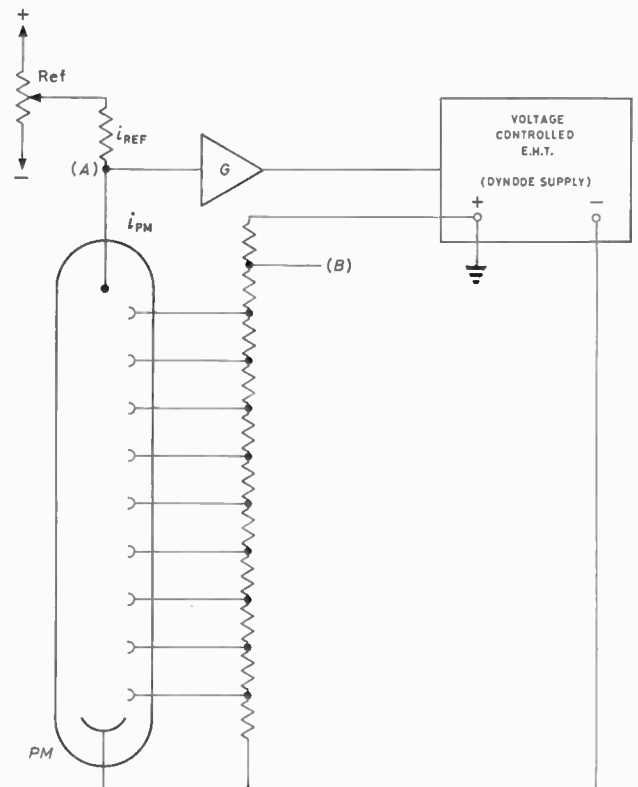 +
Ref
i_REF
–
(A)
G
i_PM
VOLTAGE
CONTROLLED
E.H.T.
(DYNODE SUPPLY)
+ –
(B)
PM